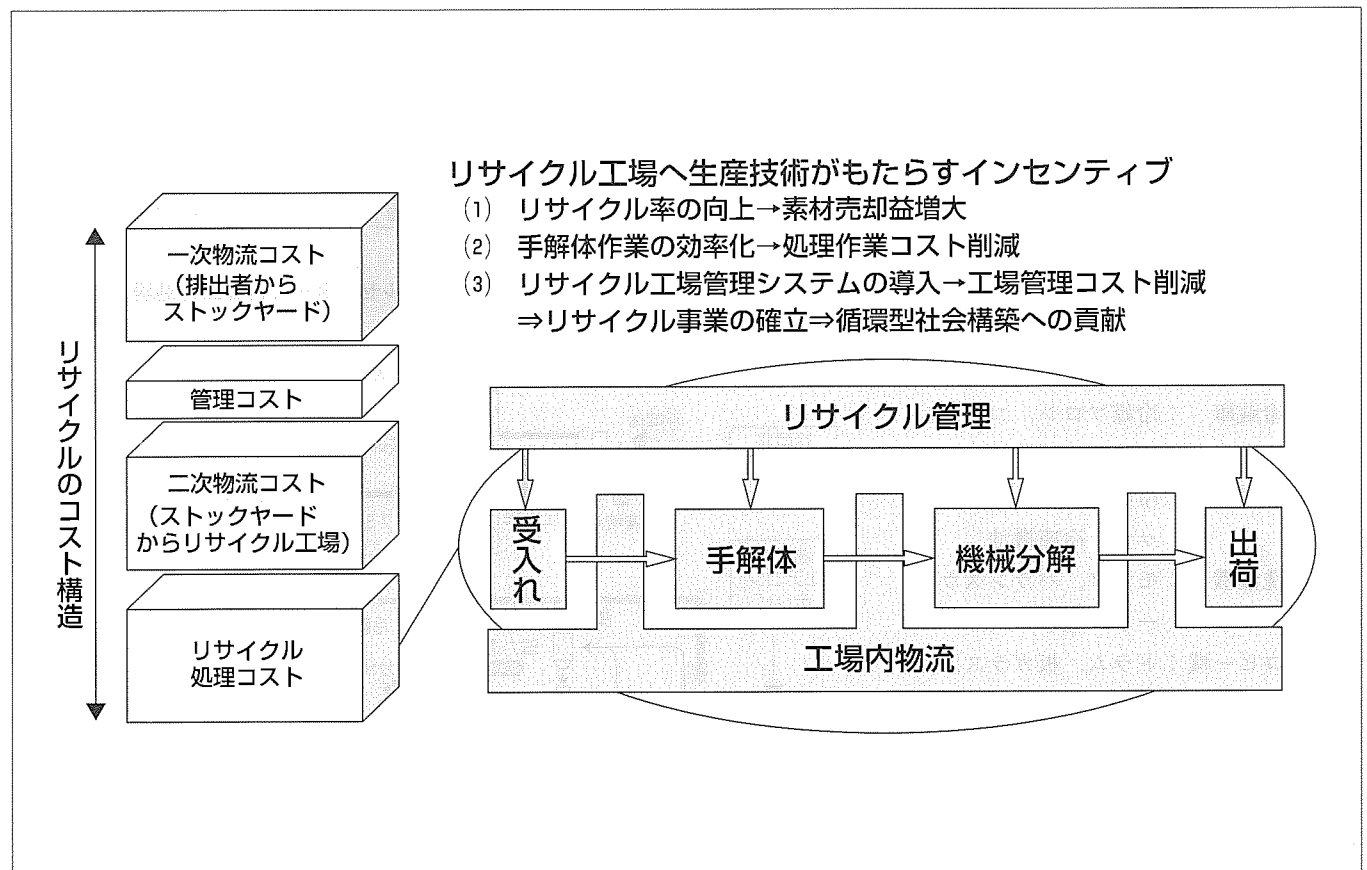 リサイクル工場へ生産技術がもたらすインセンティブ
(1) リサイクル率の向上→素材売却益増大
(2) 手解体作業の効率化→処理作業コスト削減
(3) リサイクル工場管理システムの導入→工場管理コスト削減
⇒リサイクル事業の確立⇒循環型社会構築への貢献
リサイクルのコスト構造
一次物流コスト
(排出者から
ストックヤード)
管理コスト
二次物流コスト
(ストックヤード
からリサイクル工場)
リサイクル
処理コスト
リサイクル管理
受入れ
手解体
機械分解
出荷
工場内物流